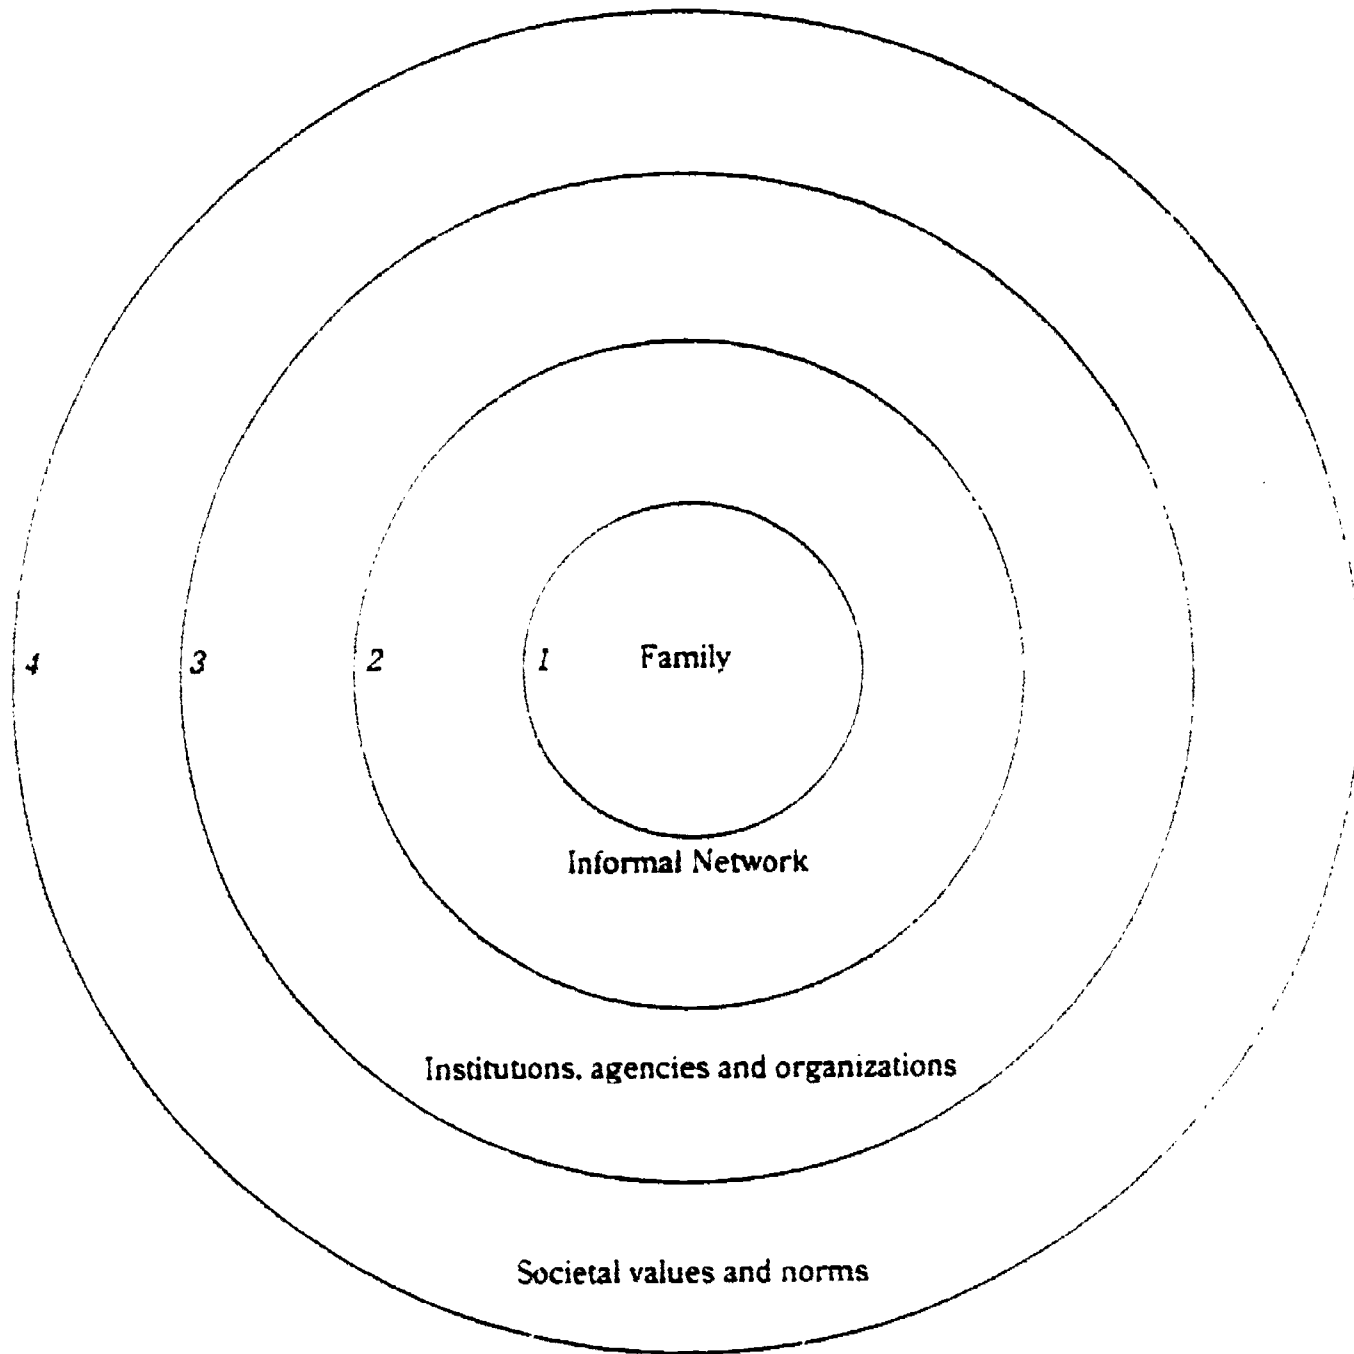 4 3 2 1 Family
Informal Network
Institutions, agencies and organizations
Societal values and norms